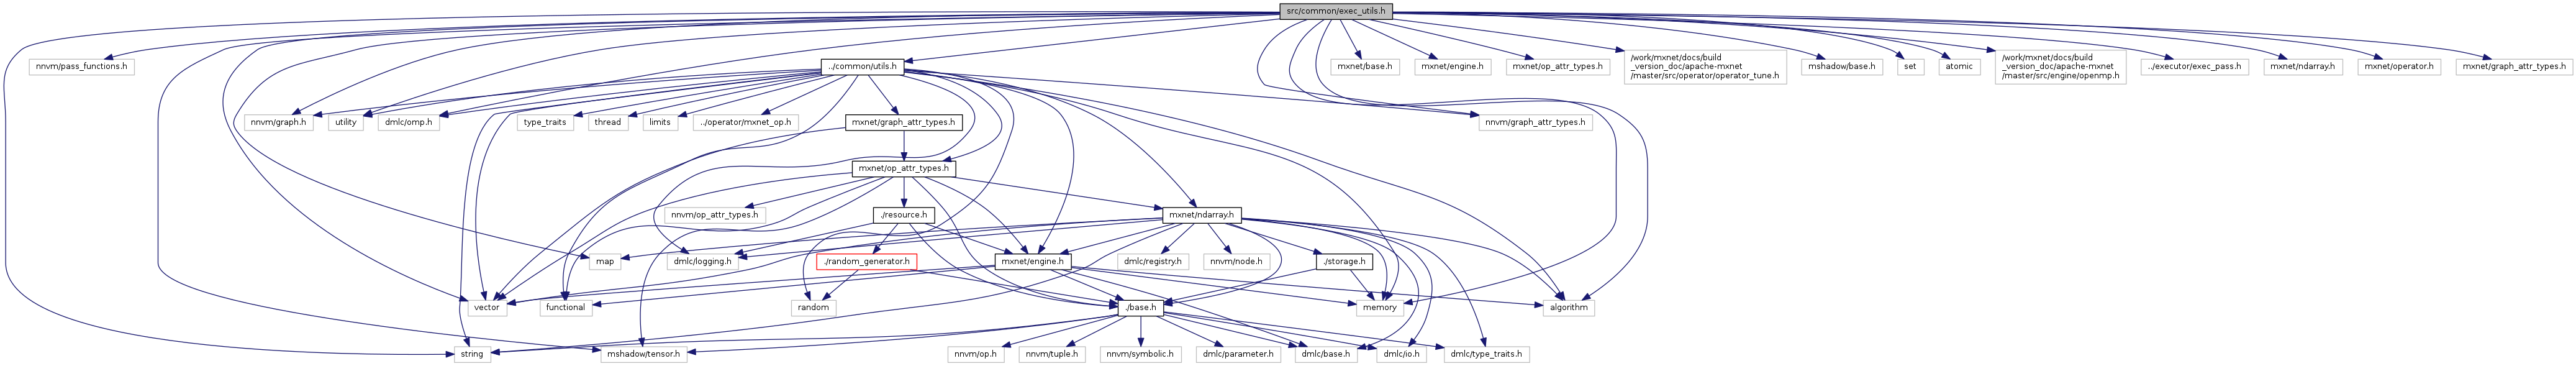 src/common/exec_utils.h
nnvm/pass_functions.h
../common/utils.h
mxnet/base.h
mxnet/engine.h
mxnet/op_attr_types.h
/work/mxnet/docs/build
_version_doc/apache-mxnet
/master/src/operator/operator_tune.h
mshadow/base.h
set
atomic
/work/mxnet/docs/build
_version_doc/apache-mxnet
/master/src/engine/openmp.h
../executor/exec_pass.h
mxnet/ndarray.h
mxnet/operator.h
mxnet/graph_attr_types.h
nnvm/graph.h
utility
dmlc/omp.h
type_traits
thread
limits
../operator/mxnet_op.h
mxnet/graph_attr_types.h
nnvm/graph_attr_types.h
mxnet/op_attr_types.h
nnvm/op_attr_types.h
./resource.h
mxnet/ndarray.h
map
dmlc/logging.h
./random_generator.h
mxnet/engine.h
dmlc/registry.h
nnvm/node.h
./storage.h
vector
functional
random
./base.h
memory
algorithm
string
mshadow/tensor.h
nnvm/op.h
nnvm/tuple.h
nnvm/symbolic.h
dmlc/parameter.h
dmlc/base.h
dmlc/io.h
dmlc/type_traits.h